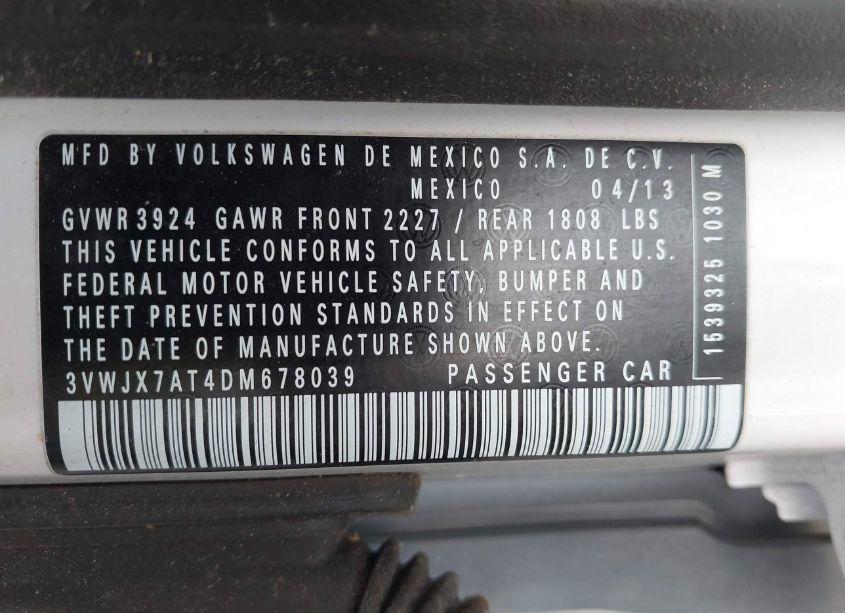 MFD BY VOLKSWAGEN DE MEXICO S.A. DE C.V.
MEXICO 04/13
GVWR 3924 GAWR FRONT 2227 / REAR 1808 LBS
THIS VEHICLE CONFORMS TO ALL APPLICABLE U.S.
FEDERAL MOTOR VEHICLE SAFETY, BUMPER AND
THEFT PREVENTION STANDARDS IN EFFECT ON
THE DATE OF MANUFACTURE SHOWN ABOVE.
3VWJX7AT4DM678039 PASSENGER CAR
1539325 1030 M